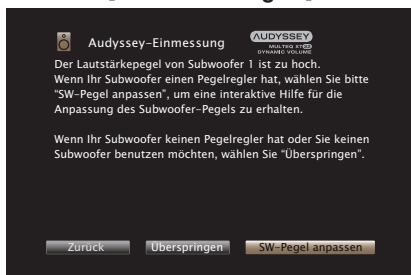 Audyssey-Einmessung
AUDYSSEY
MULTEQ XT32
DYNAMIC VOLUME
Der Lautstärkepegel von Subwoofer 1 ist zu hoch.
Wenn Ihr Subwoofer einen Pegelregler hat, wählen Sie bitte
"SW-Pegel anpassen", um eine interaktive Hilfe für die
Anpassung des Subwoofer-Pegels zu erhalten.
Wenn Ihr Subwoofer keinen Pegelregler hat oder Sie keinen
Subwoofer benutzen möchten, wählen Sie "Überspringen".
Zurück
Überspringen
SW-Pegel anpassen